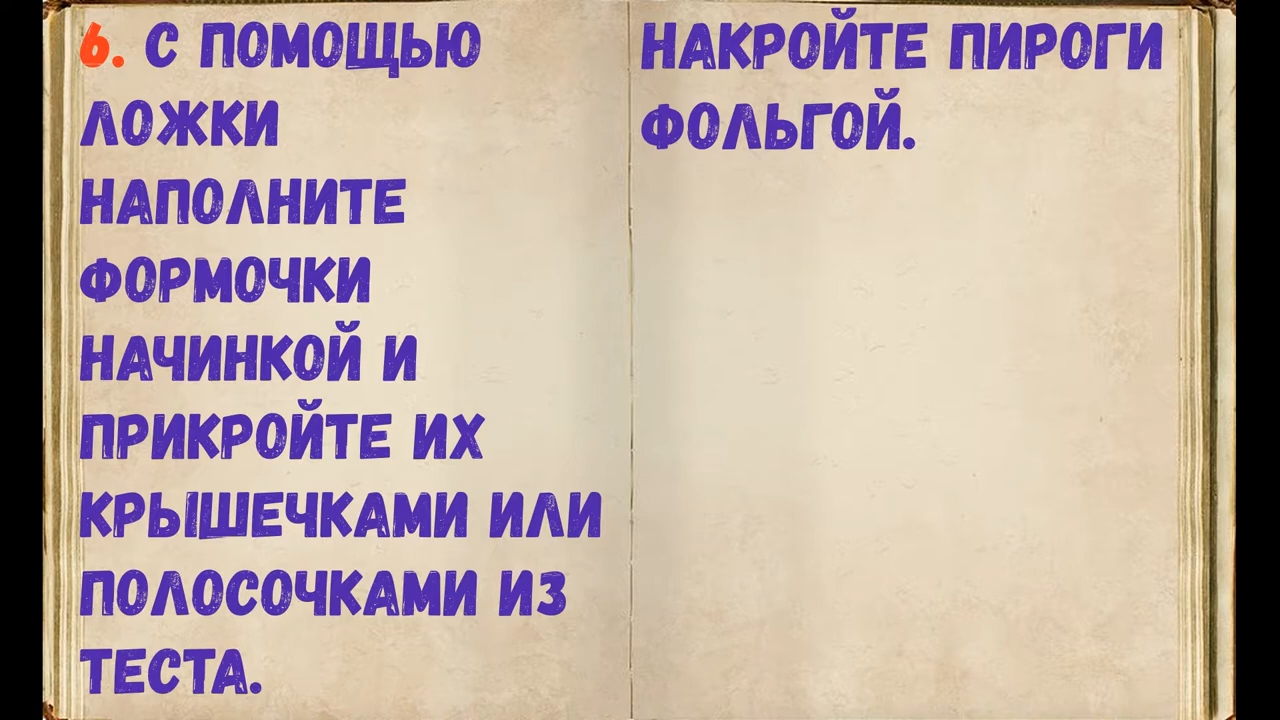 6. С ПОМОЩЬЮ
ЛОЖКИ
НАПОЛНИТЕ
ФОРМОЧКИ
НАЧИНКОЙ И
ПРИКРОЙТЕ ИХ
КРЫШЕЧКАМИ ИЛИ
ПОЛОСОЧКАМИ ИЗ
ТЕСТА.
НАКРОЙТЕ ПИРОГИ
ФОЛЬГОЙ.